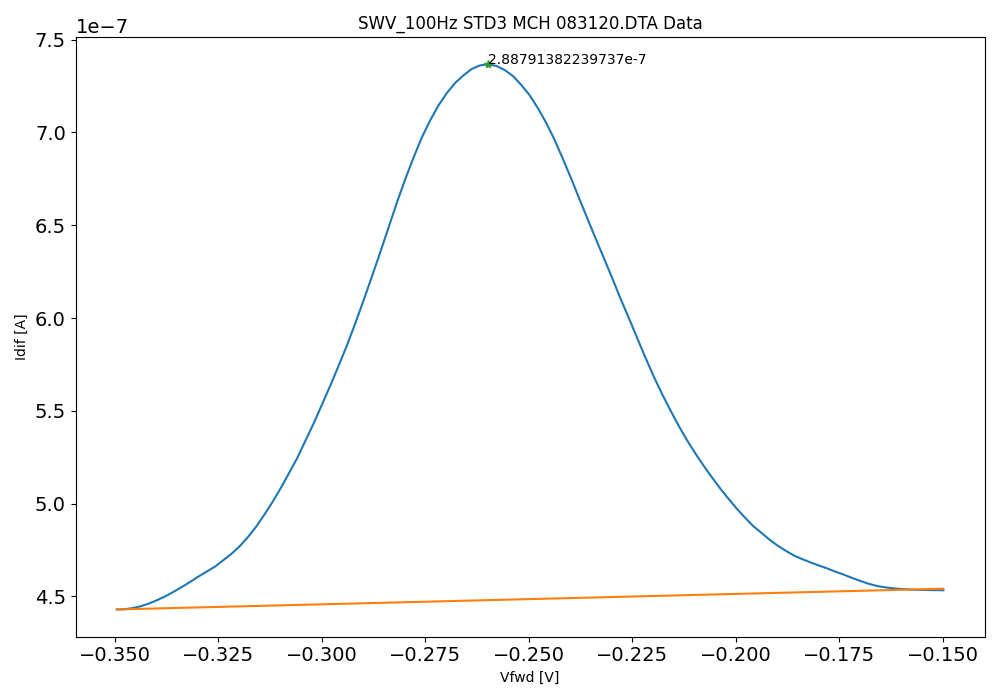 SWV_100Hz STD3 MCH 083120.DTA Data
1e−7
7.5
2.88791382239737e-7
7.0
6.5
6.0
Idif [A]
5.5
5.0
4.5
−0.350 −0.325 −0.300 −0.275 −0.250 −0.225 −0.200 −0.175 −0.150
Vfwd [V]